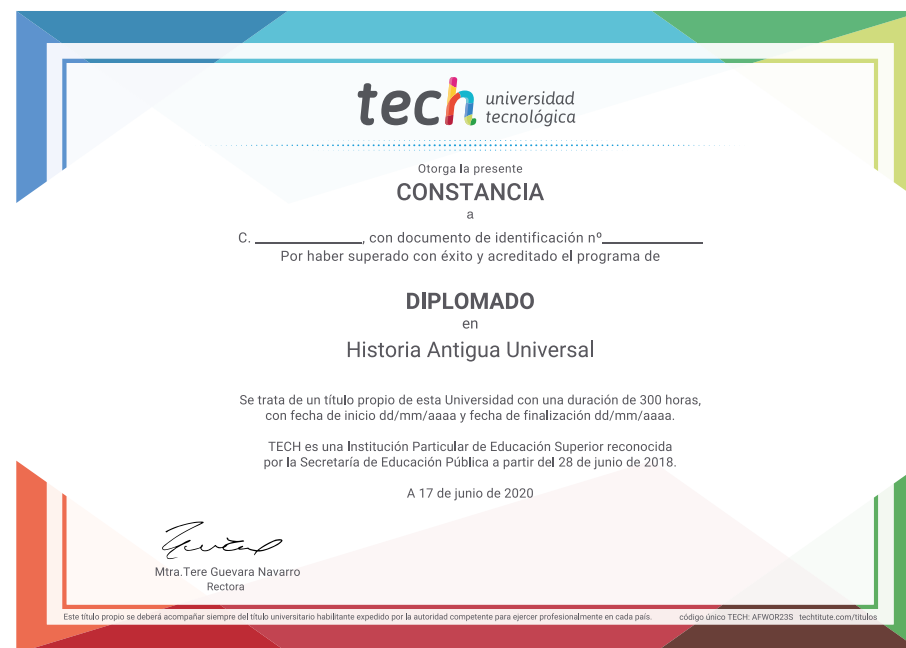 tech universidad
tecnológica
Otorga la presente
CONSTANCIA
a
C. ______________, con documento de identificación nº_____________
Por haber superado con éxito y acreditado el programa de
DIPLOMADO
en
Historia Antigua Universal
Se trata de un título propio de esta Universidad con una duración de 300 horas,
con fecha de inicio dd/mm/aaaa y fecha de finalización dd/mm/aaaa.
TECH es una Institución Particular de Educación Superior reconocida
por la Secretaría de Educación Pública a partir del 28 de junio de 2018.
A 17 de junio de 2020
Mtra.Tere Guevara Navarro
Rectora
Este título propio se deberá acompañar siempre del título universitario habilitante expedido por la autoridad competente para ejercer profesionalmente en cada país. código único TECH: AFWOR23S techtitute.com/titulos